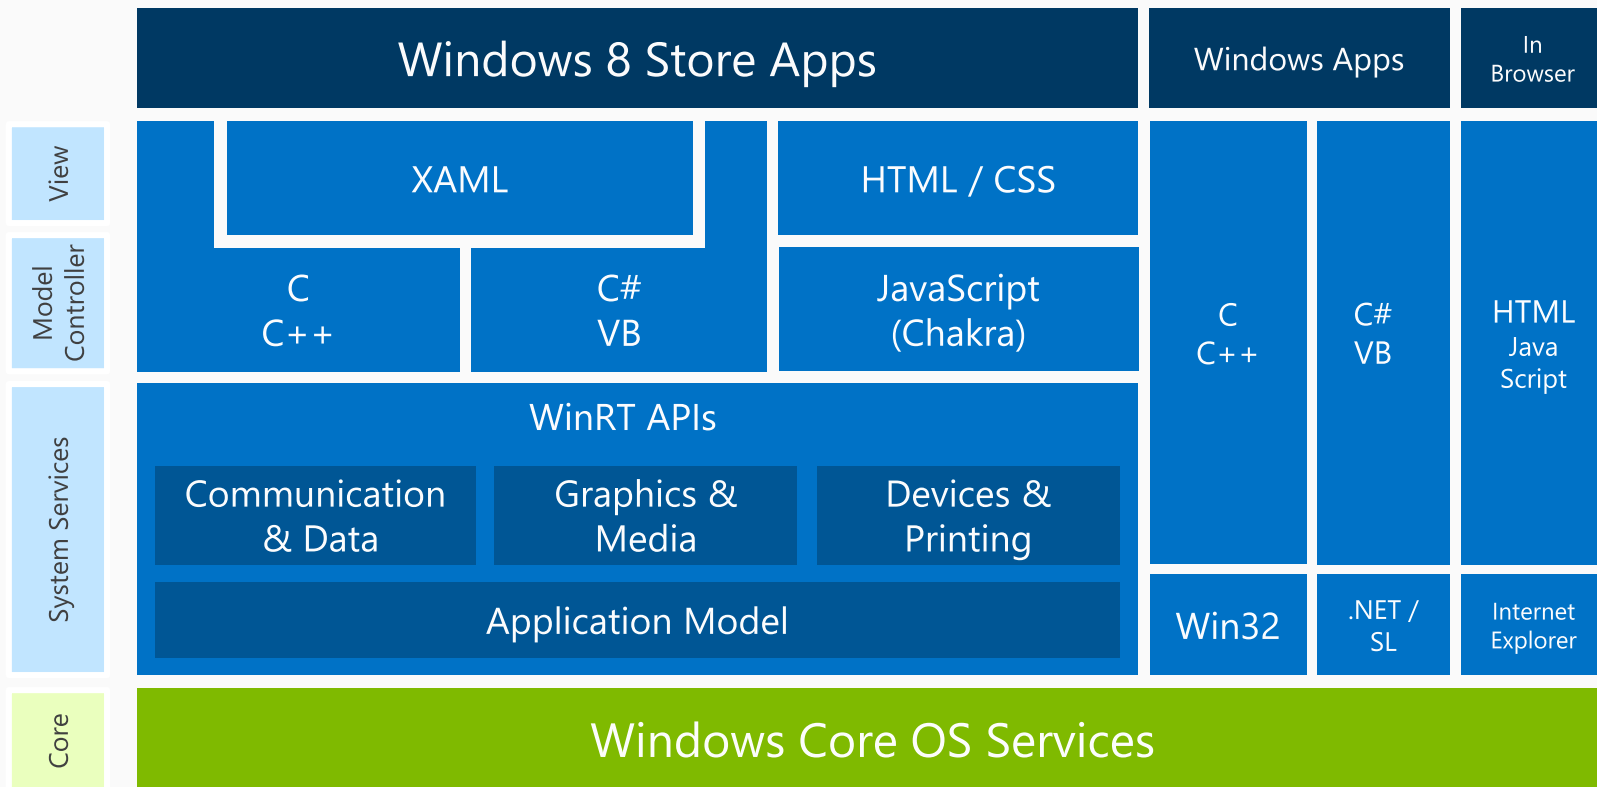 Windows 8 Store Apps
Windows Apps
In
Browser
View
XAML
HTML / CSS
Model
Controller
C
C++
C#
VB
JavaScript
(Chakra)
C
C++
C#
VB
HTML
Java
Script
System Services
WinRT APIs
Communication
& Data
Graphics &
Media
Devices &
Printing
Application Model
Win32
.NET /
SL
Internet
Explorer
Core
Windows Core OS Services